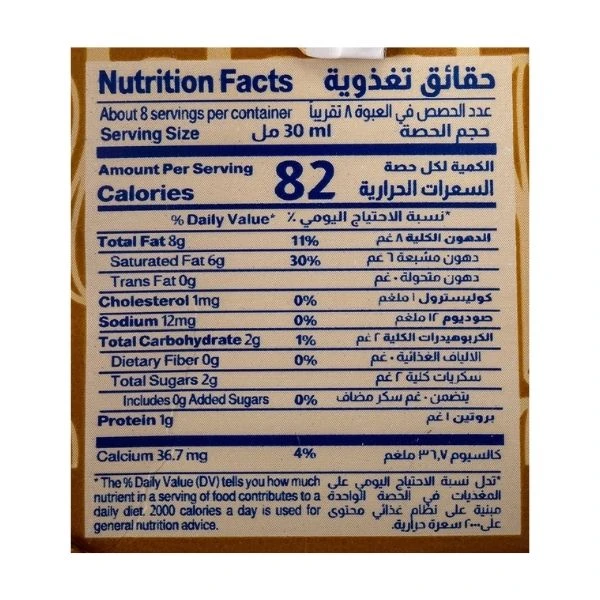 Nutrition Facts حقائق تغذوية
About 8 servings per container عدد الحصص في العبوة ٨ تقريباً
Serving Size 30 ml ٣٠ مل حجم الحصة
Amount Per Serving الكمية لكل حصة
Calories 82 السعرات الحرارية
% Daily Value* نسبة الاحتياج اليومي ٪*
Total Fat 8g 11% الدهون الكلية ٨ غم
Saturated Fat 6g 30% دهون مشبعة ٦ غم
Trans Fat 0g دهون متحولة ٠ غم
Cholesterol 1mg 0% كوليسترول ١ ملغم
Sodium 12mg 0% صوديوم ١٢ ملغم
Total Carbohydrate 2g 1% الكربوهيدرات الكلية ٢ غم
Dietary Fiber 0g 0% الالياف الغذائية ٠ غم
Total Sugars 2g سكريات كلية ٢ غم
Includes 0g Added Sugars 0% يتضمن ٠ غم سكر مضاف
Protein 1g بروتين ١ غم
Calcium 36.7 mg 4% كالسيوم ٣٦,٧ ملغم
* The % Daily Value (DV) tells you how much *تدل نسبة الاحتياج اليومي على
nutrient in a serving of food contributes to a المغذيات في الحصة الواحدة
daily diet. 2000 calories a day is used for مبنية على نظام غذائي محتوى
general nutrition advice. على ٢٠٠٠ سعرة حرارية.